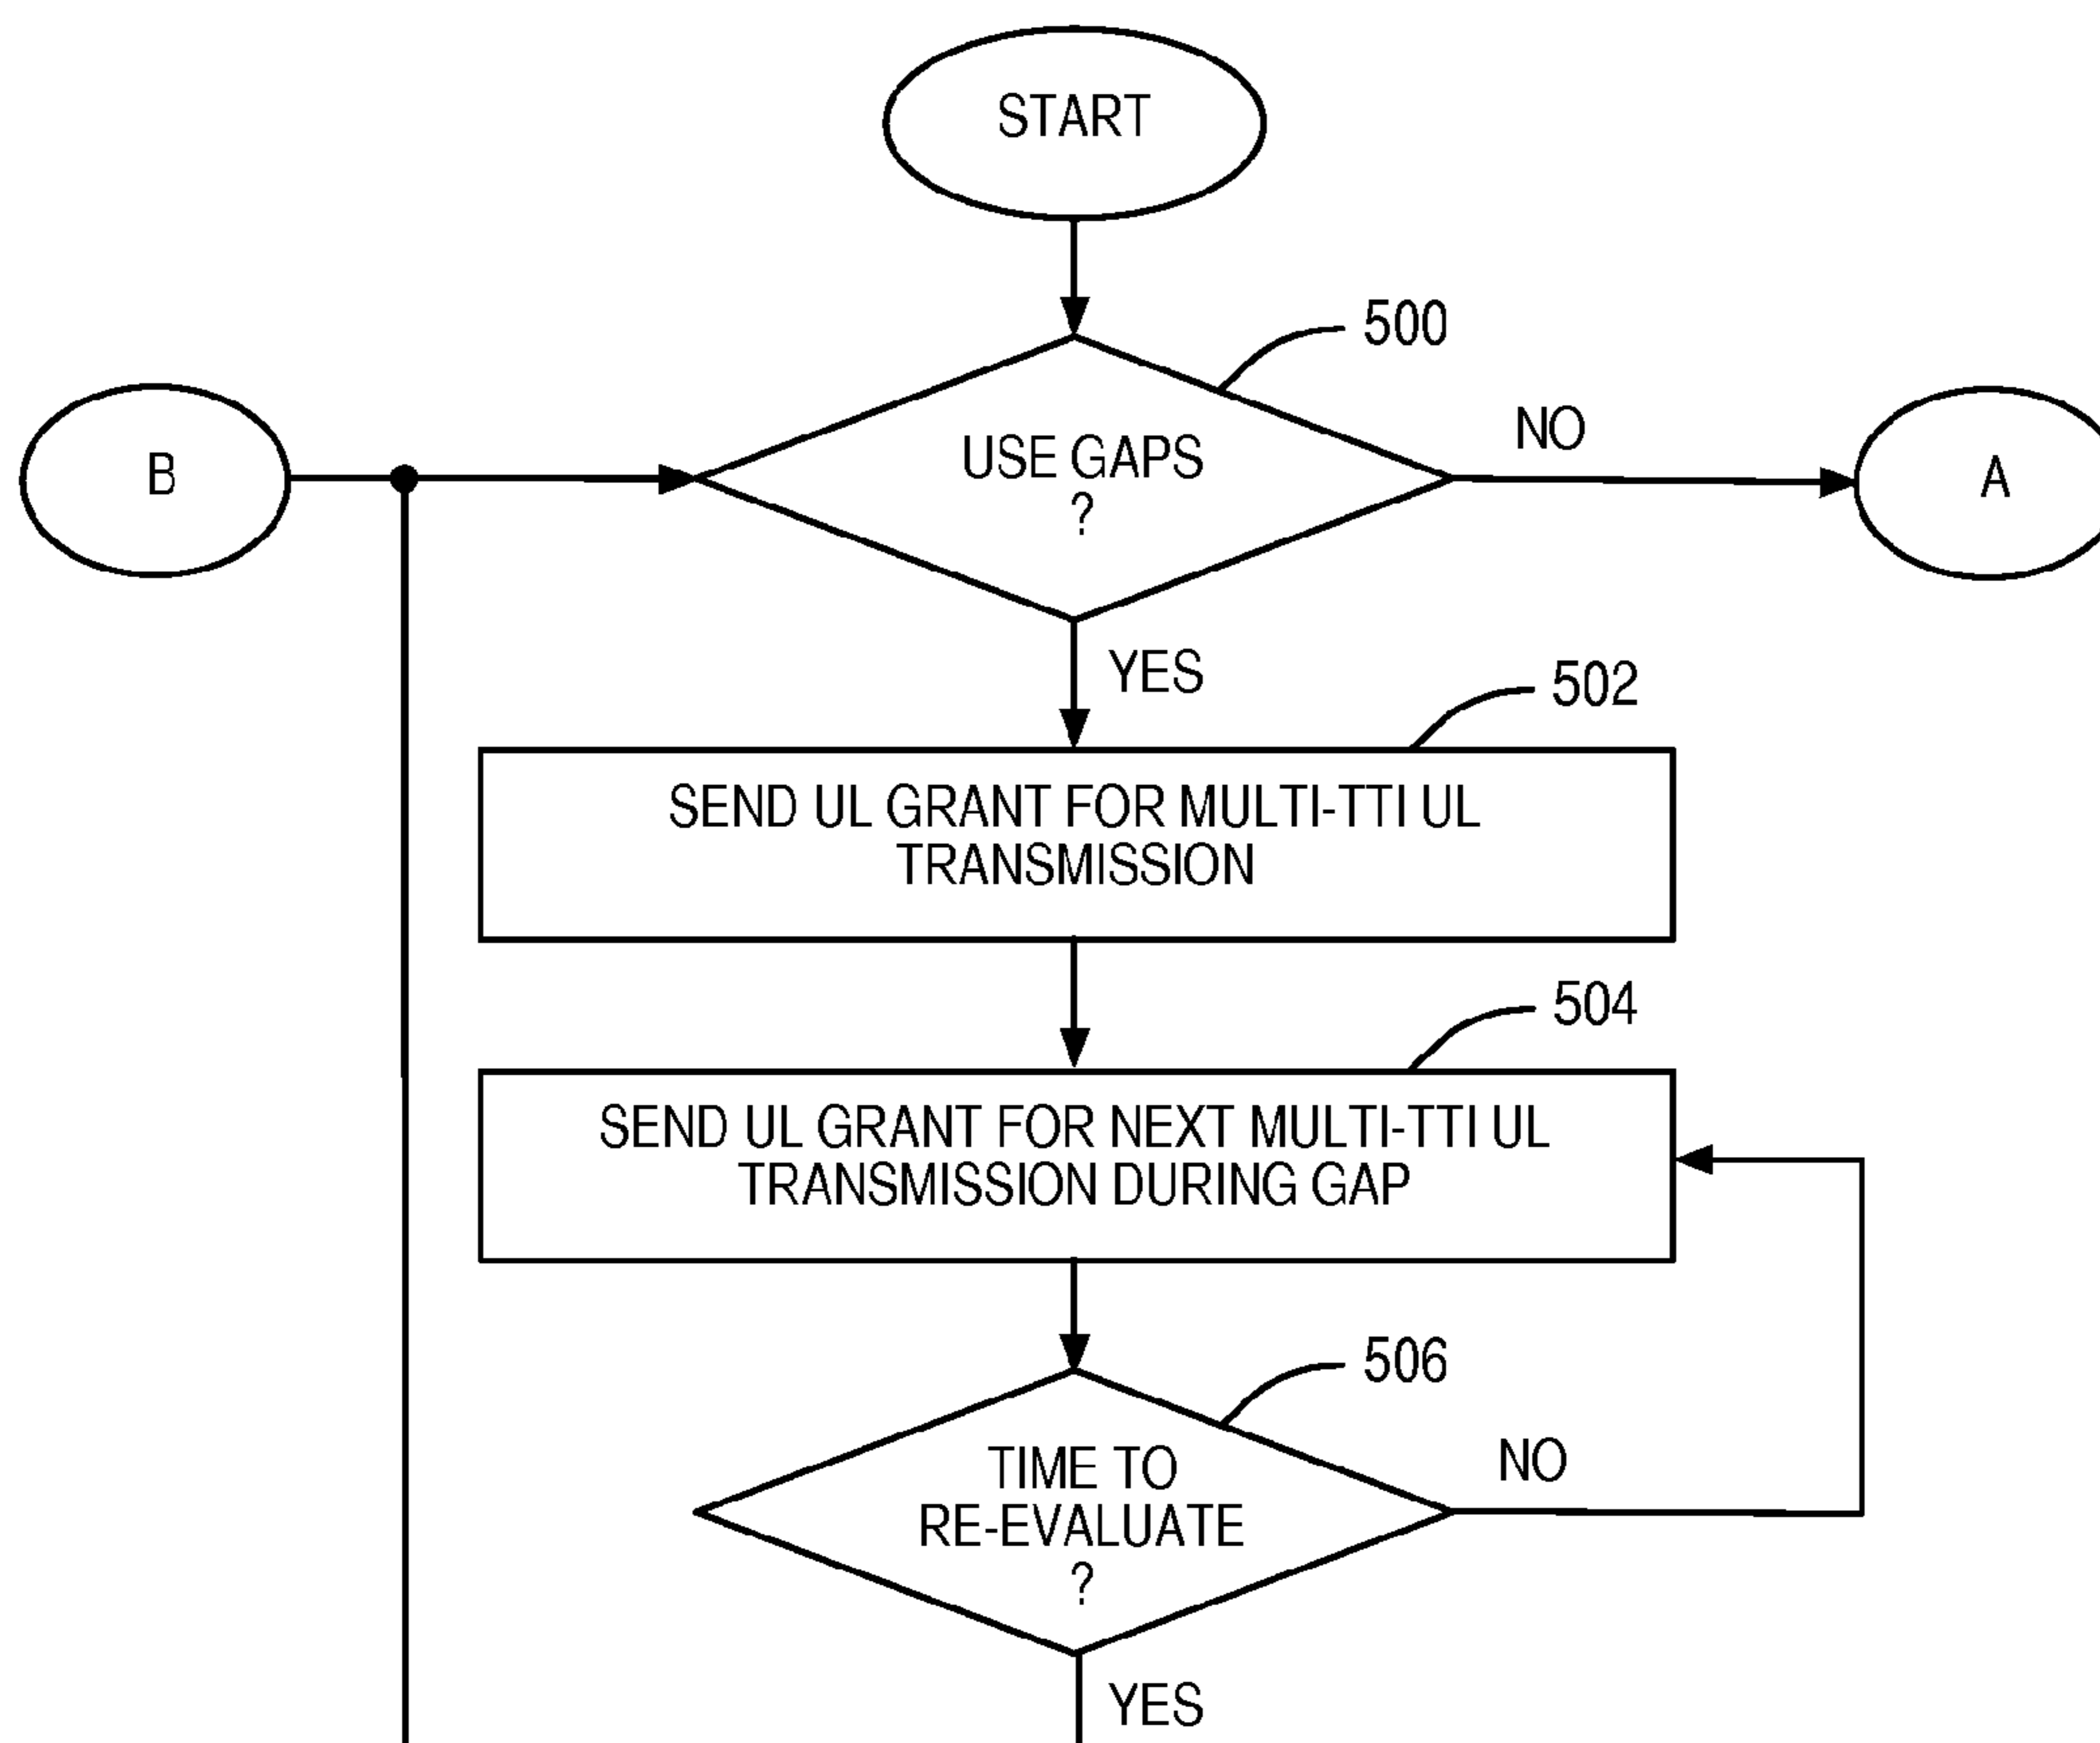 START
500
B
USE GAPS
?
NO
A
YES
502
SEND UL GRANT FOR MULTI-TTI UL
TRANSMISSION
504
SEND UL GRANT FOR NEXT MULTI-TTI UL
TRANSMISSION DURING GAP
506
TIME TO
RE-EVALUATE
?
NO
YES